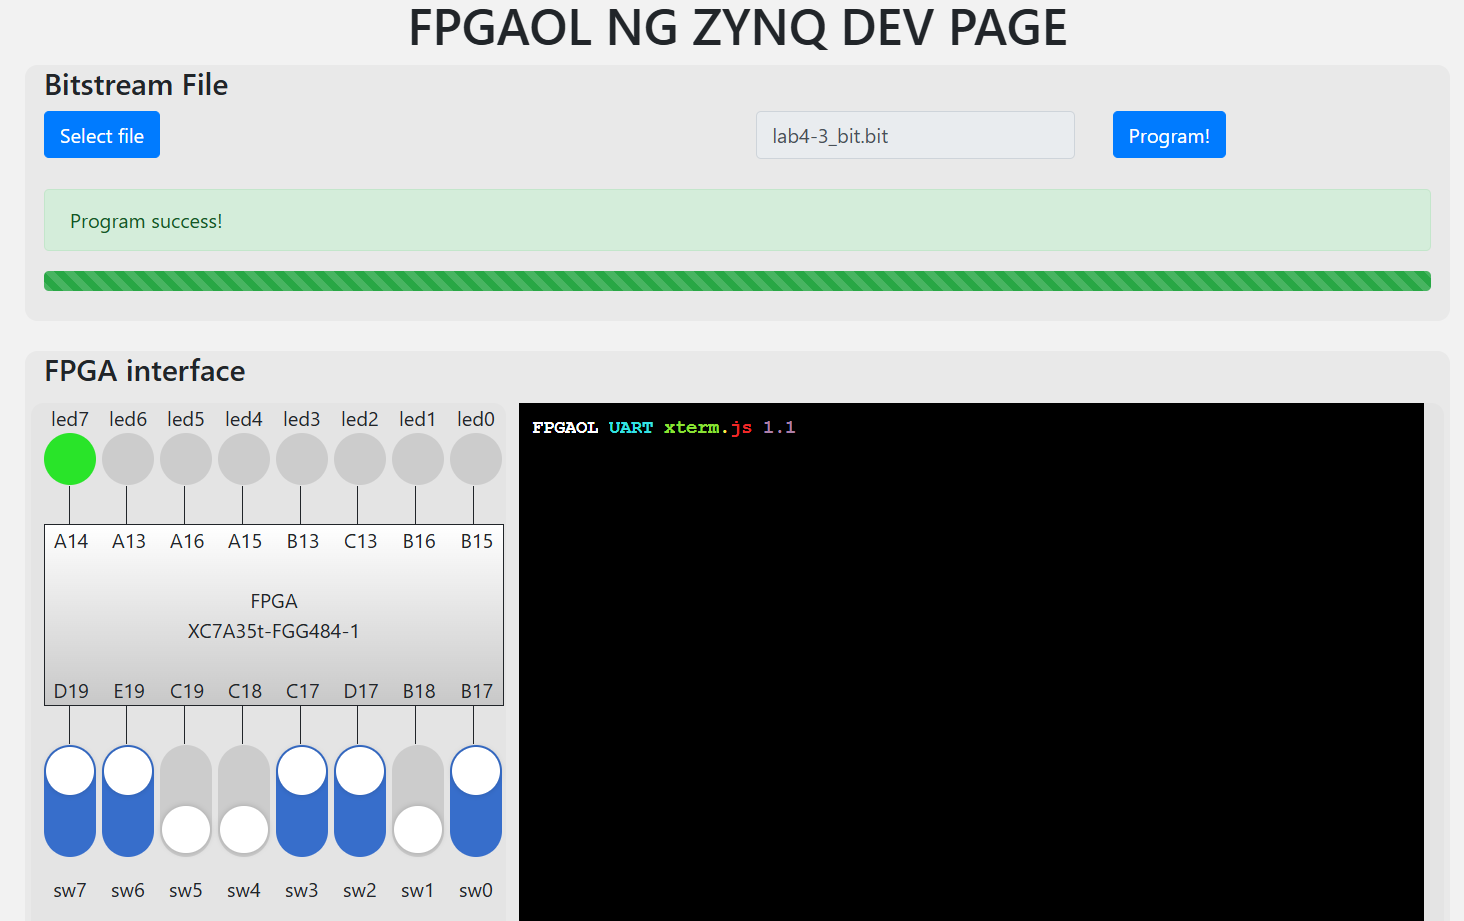 FPGAOL NG ZYNQ DEV PAGE
Bitstream File
Select file lab4-3_bit.bit Program!
Program success!
FPGA interface
led7 led6 led5 led4 led3 led2 led1 led0
FPGAOL UART xterm.js 1.1
A14 A13 A16 A15 B13 C13 B16 B15
FPGA
XC7A35t-FGG484-1
D19 E19 C19 C18 C17 D17 B18 B17
sw7 sw6 sw5 sw4 sw3 sw2 sw1 sw0